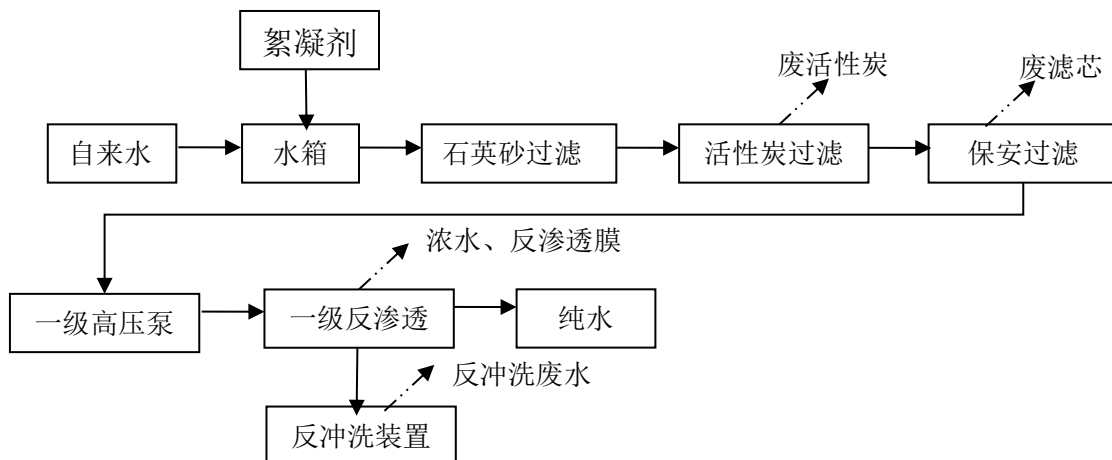 絮凝剂
废活性炭
废滤芯
自来水
水箱
石英砂过滤
活性炭过滤
保安过滤
浓水、反渗透膜
一级高压泵
一级反渗透
纯水
反冲洗废水
反冲洗装置